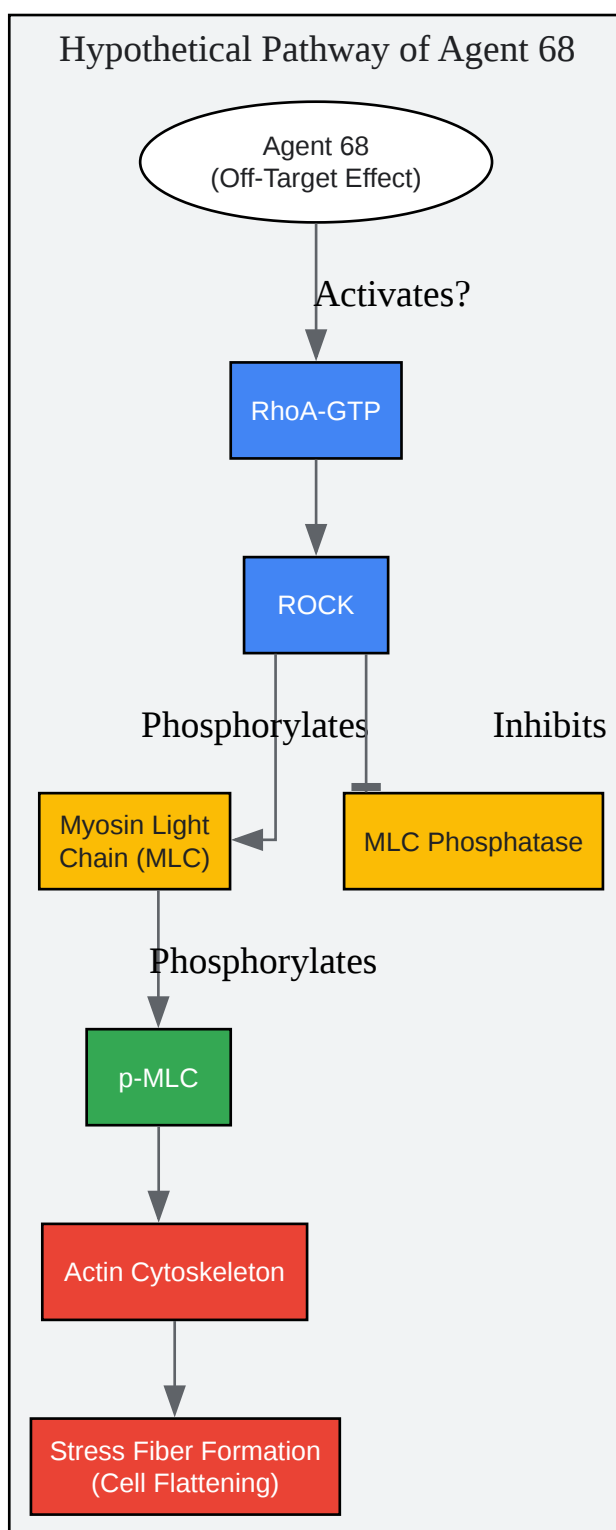 Hypothetical Pathway of Agent 68
Agent 68
(Off-Target Effect)
Activates?
RhoA-GTP
ROCK
Phosphorylates
Inhibits
Myosin Light
Chain (MLC)
MLC Phosphatase
Phosphorylates
p-MLC
Actin Cytoskeleton
Stress Fiber Formation
(Cell Flattening)